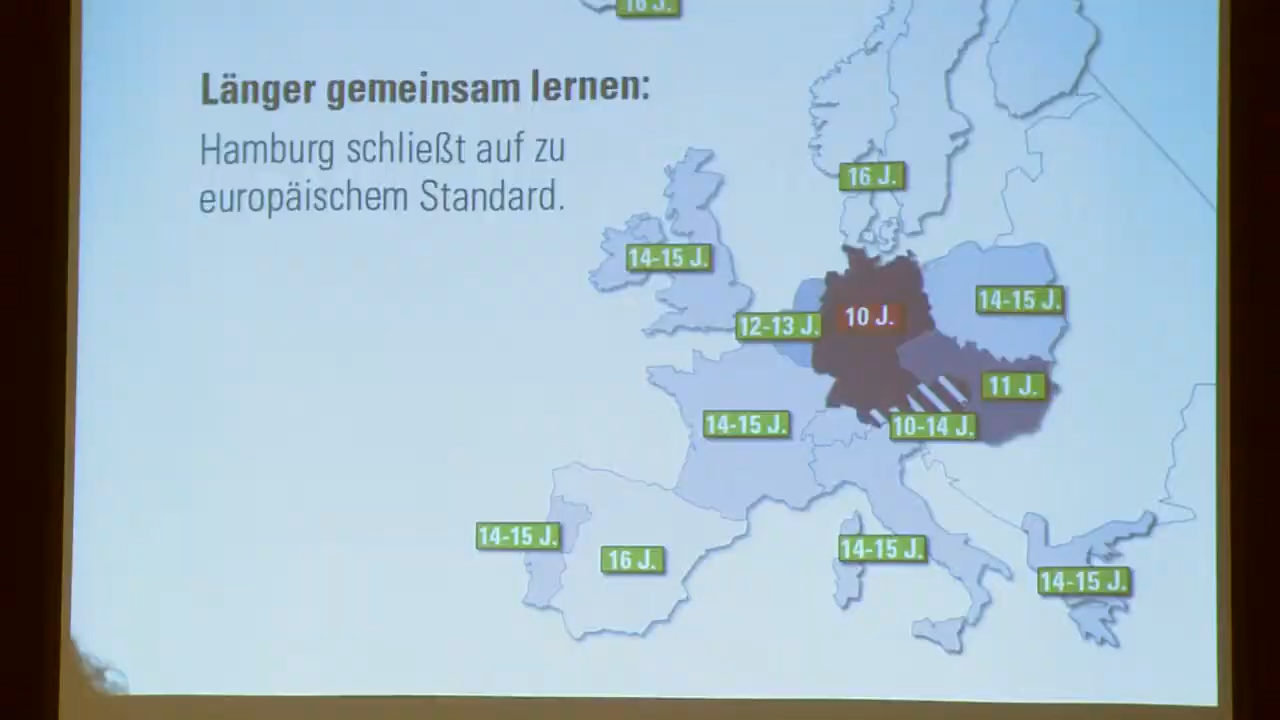 16 J.
Länger gemeinsam lernen:
Hamburg schließt auf zu
europäischem Standard.
16 J.
14-15 J.
14-15 J.
12-13 J.
10 J.
11 J.
14-15 J.
10-14 J.
14-15 J.
16 J.
14-15 J.
14-15 J.